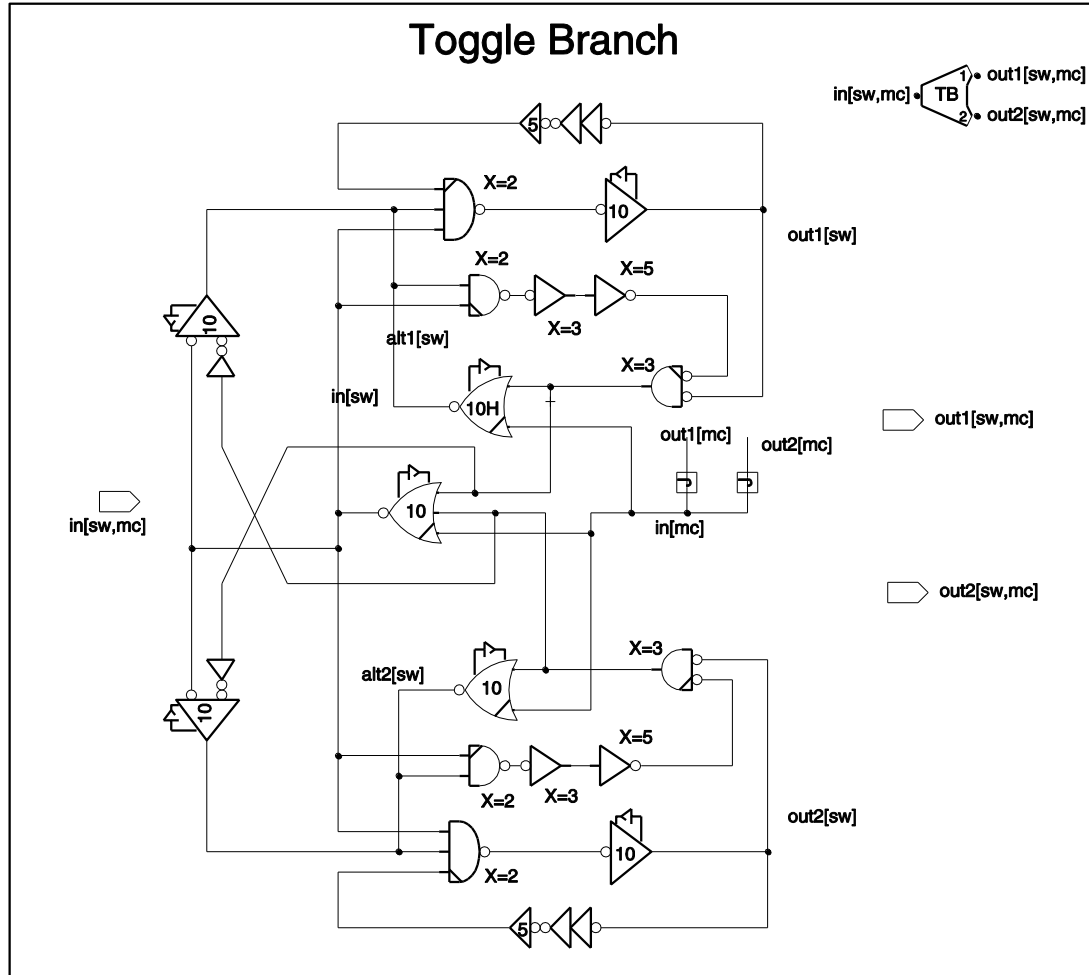 Toggle Branch
in[sw,mc]
1
TB
2
out1[sw,mc]
out2[sw,mc]
5
X=2
10
out1[sw]
X=2
X=5
X=3
10
alt1[sw]
in[sw]
10H
X=3
out1[mc]
out2[mc]
out1[sw,mc]
10
J
J
in[sw,mc]
in[mc]
out2[sw,mc]
alt2[sw]
X=3
10
10
X=5
X=2
X=3
out2[sw]
10
X=2
5